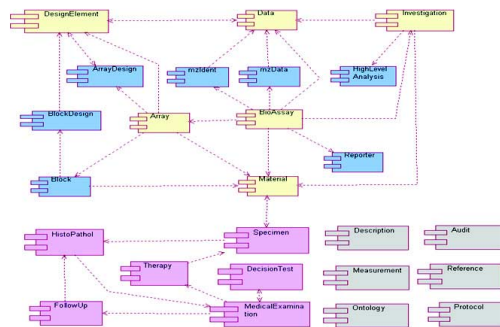 DesignElement
Data
Investigation
ArrayDesign
mzIdent
mzData
HighLevel
Analysis
BlockDesign
Array
BioAssay
Reporter
Block
Material
HistoPathol
Specimen
Description
Audit
Therapy
DecisionTest
Measurement
Reference
FollowUp
MedicalExamina
tion
Ontology
Protocol